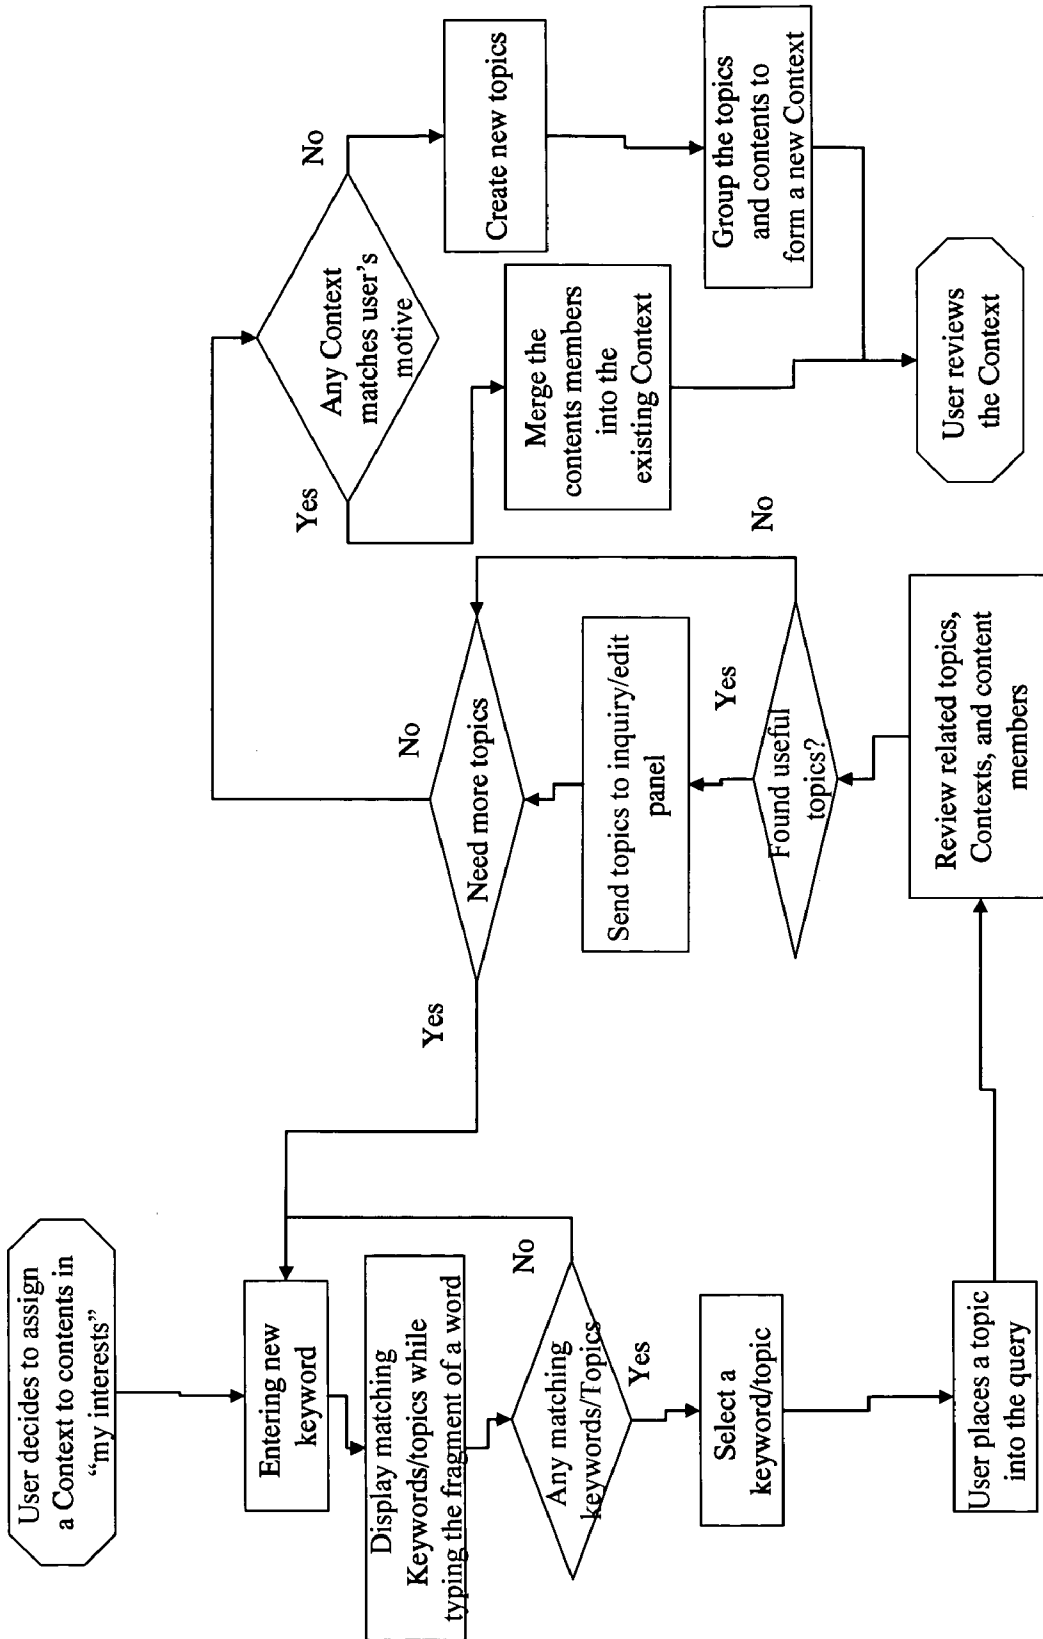 User decides to assign
a Context to contents in
“my interests”
Entering new
keyword
Display matching
Keywords/topics while
typing the fragment of a word
Any matching
keywords/Topics
No
Yes
Select a
keyword/topic
User places a topic
into the query
Review related topics,
Contexts, and content
members
Found useful
topics?
Yes
No
Send topics to inquiry/edit
panel
Need more topics
Yes
No
Any Context
matches user's
motive
Yes
No
Merge the
contents members
into the
existing Context
Create new topics
Group the topics
and contents to
form a new Context
User reviews
the Context